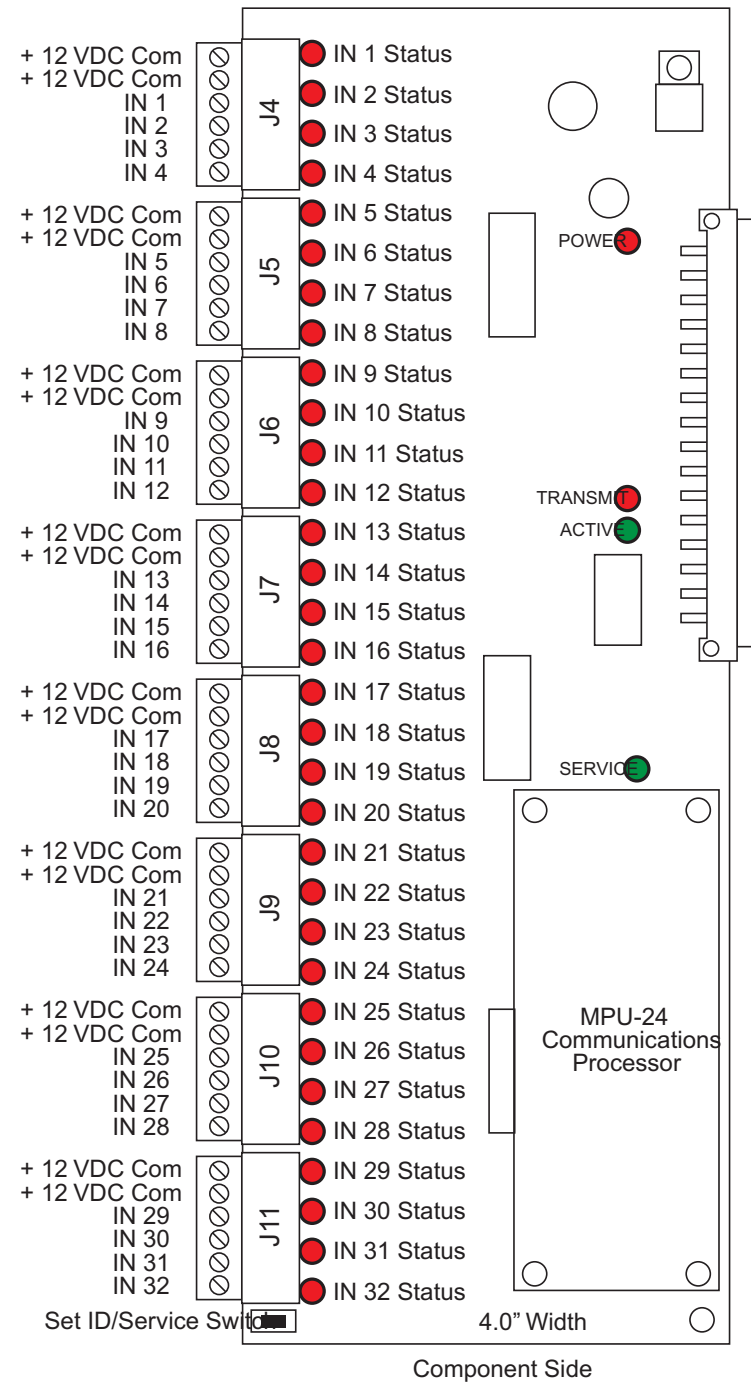 + 12 VDC Com
+ 12 VDC Com
IN 1
IN 2
IN 3
IN 4
J4
IN 1 Status
IN 2 Status
IN 3 Status
IN 4 Status
+ 12 VDC Com
+ 12 VDC Com
IN 5
IN 6
IN 7
IN 8
J5
IN 5 Status
IN 6 Status
IN 7 Status
IN 8 Status
+ 12 VDC Com
+ 12 VDC Com
IN 9
IN 10
IN 11
IN 12
J6
IN 9 Status
IN 10 Status
IN 11 Status
IN 12 Status
+ 12 VDC Com
+ 12 VDC Com
IN 13
IN 14
IN 15
IN 16
J7
IN 13 Status
IN 14 Status
IN 15 Status
IN 16 Status
+ 12 VDC Com
+ 12 VDC Com
IN 17
IN 18
IN 19
IN 20
J8
IN 17 Status
IN 18 Status
IN 19 Status
IN 20 Status
+ 12 VDC Com
+ 12 VDC Com
IN 21
IN 22
IN 23
IN 24
J9
IN 21 Status
IN 22 Status
IN 23 Status
IN 24 Status
+ 12 VDC Com
+ 12 VDC Com
IN 25
IN 26
IN 27
IN 28
J10
IN 25 Status
IN 26 Status
IN 27 Status
IN 28 Status
+ 12 VDC Com
+ 12 VDC Com
IN 29
IN 30
IN 31
IN 32
J11
IN 29 Status
IN 30 Status
IN 31 Status
IN 32 Status
POWER
TRANSMIT
ACTIVE
SERVICE
MPU-24
Communications
Processor
Set ID/Service Switch
4.0” Width
Component Side